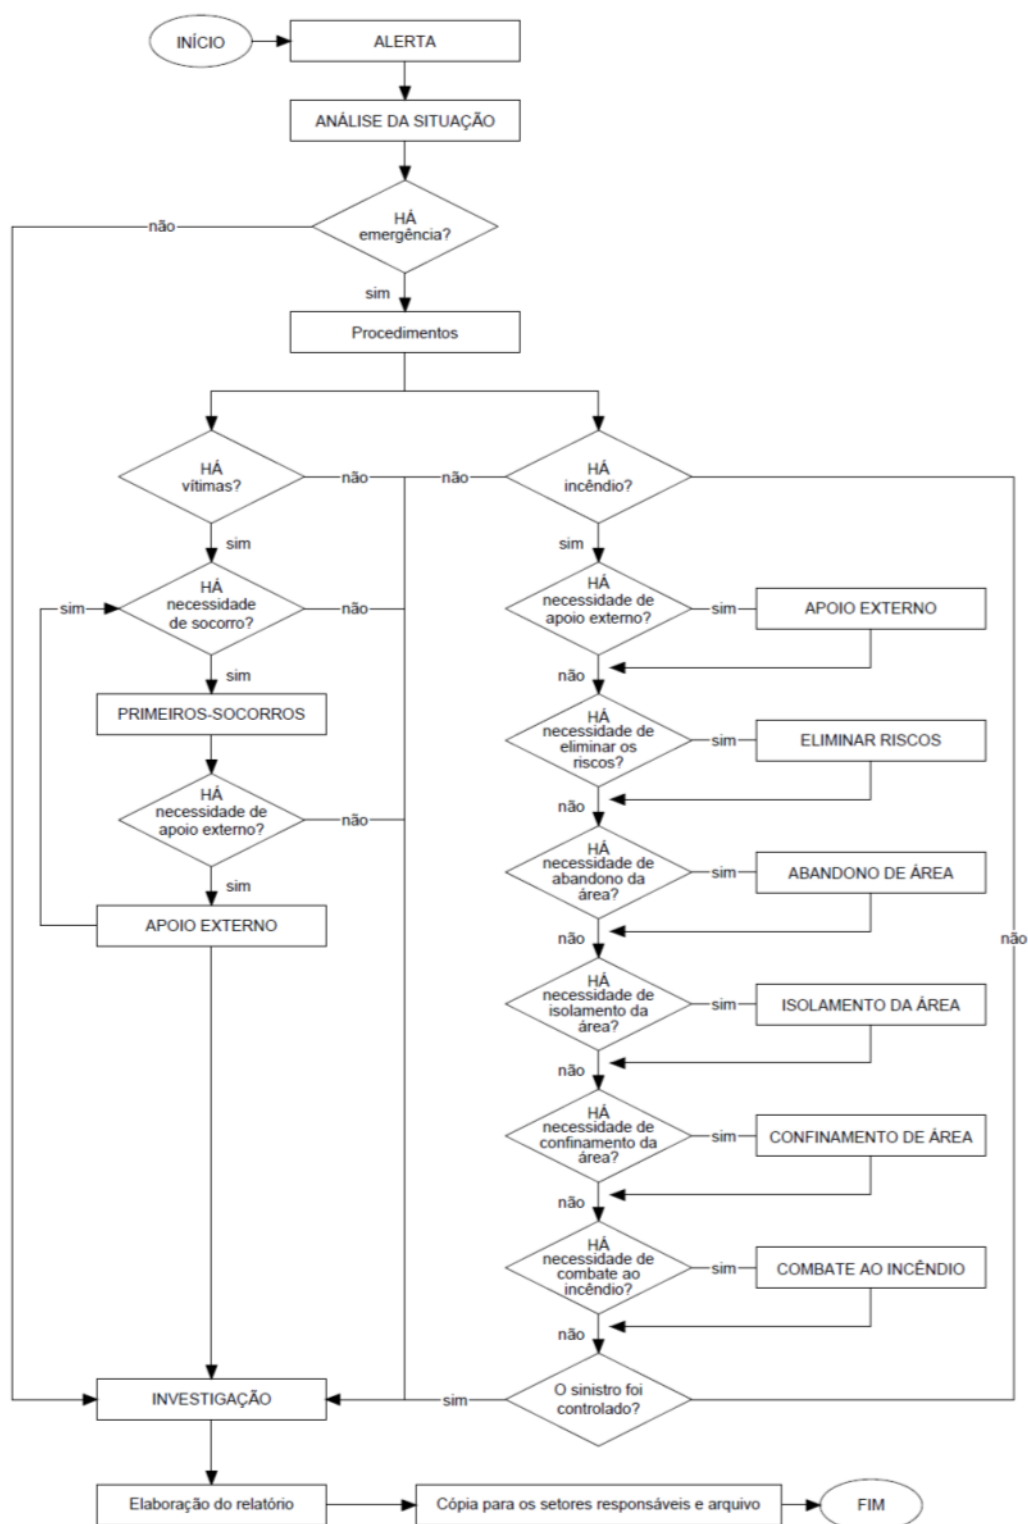 INÍCIO
ALERTA
ANÁLISE DA SITUAÇÃO
HÁ
emergência?
não
sim
Procedimentos
HÁ
vítimas?
não
não
HÁ
incêndio?
sim
sim
sim
HÁ
necessidade
de socorro?
não
HÁ
necessidade de
apoio externo?
sim
APOIO EXTERNO
sim
não
PRIMEIROS-SOCORROS
HÁ
necessidade de
eliminar os
riscos?
sim
ELIMINAR RISCOS
HÁ
necessidade de
apoio externo?
não
não
sim
HÁ
necessidade de
abandono da
área?
sim
ABANDONO DE ÁREA
APOIO EXTERNO
não
não
HÁ
necessidade de
isolamento da
área?
sim
ISOLAMENTO DA ÁREA
não
HÁ
necessidade de
confinamento da
área?
sim
CONFINAMENTO DE ÁREA
não
HÁ
necessidade de
combate ao
incêndio?
sim
COMBATE AO INCÊNDIO
não
INVESTIGAÇÃO
sim
O sinistro foi
controlado?
Elaboração do relatório
Cópia para os setores responsáveis e arquivo
FIM